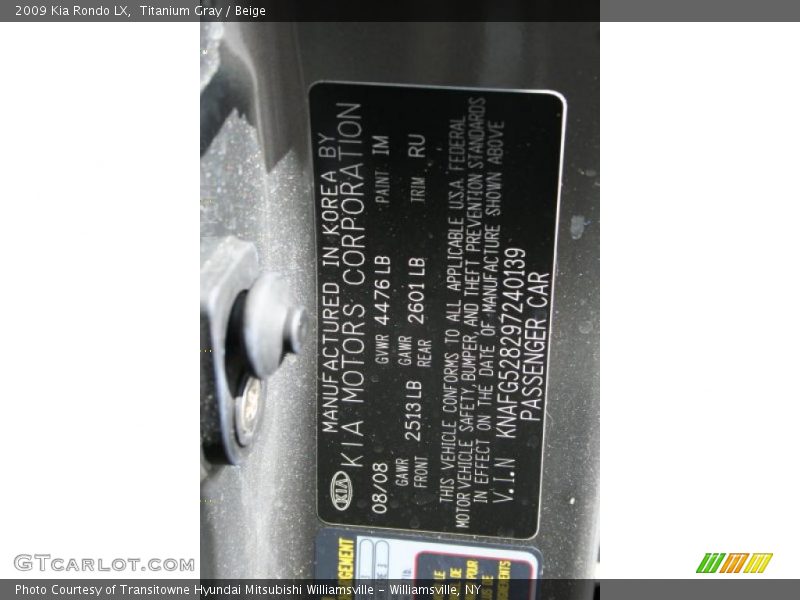 2009 Kia Rondo LX,  Titanium Gray / Beige
MANUFACTURED IN KOREA BY
KIA KIA MOTORS CORPORATION
08/08 GVWR 4476 LB PAINT IM
GAWR FRONT 2513 LB GAWR REAR 2601 LB TRIM RU
THIS VEHICLE CONFORMS TO ALL APPLICABLE U.S.A. FEDERAL
MOTOR VEHICLE SAFETY, BUMPER, AND THEFT PREVENTION STANDARDS
IN EFFECT ON THE DATE OF MANUFACTURE SHOWN ABOVE
V.I.N KNAFG528297240139
PASSENGER CAR
GTCarlot.com
Photo Courtesy of Transitowne Hyundai Mitsubishi Williamsville - Williamsville, NY